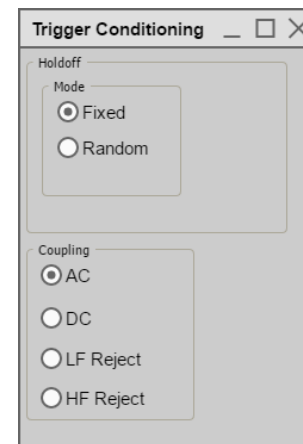 Trigger Conditioning
Holdoff
Mode
Fixed
Random
Coupling
AC
DC
LF Reject
HF Reject